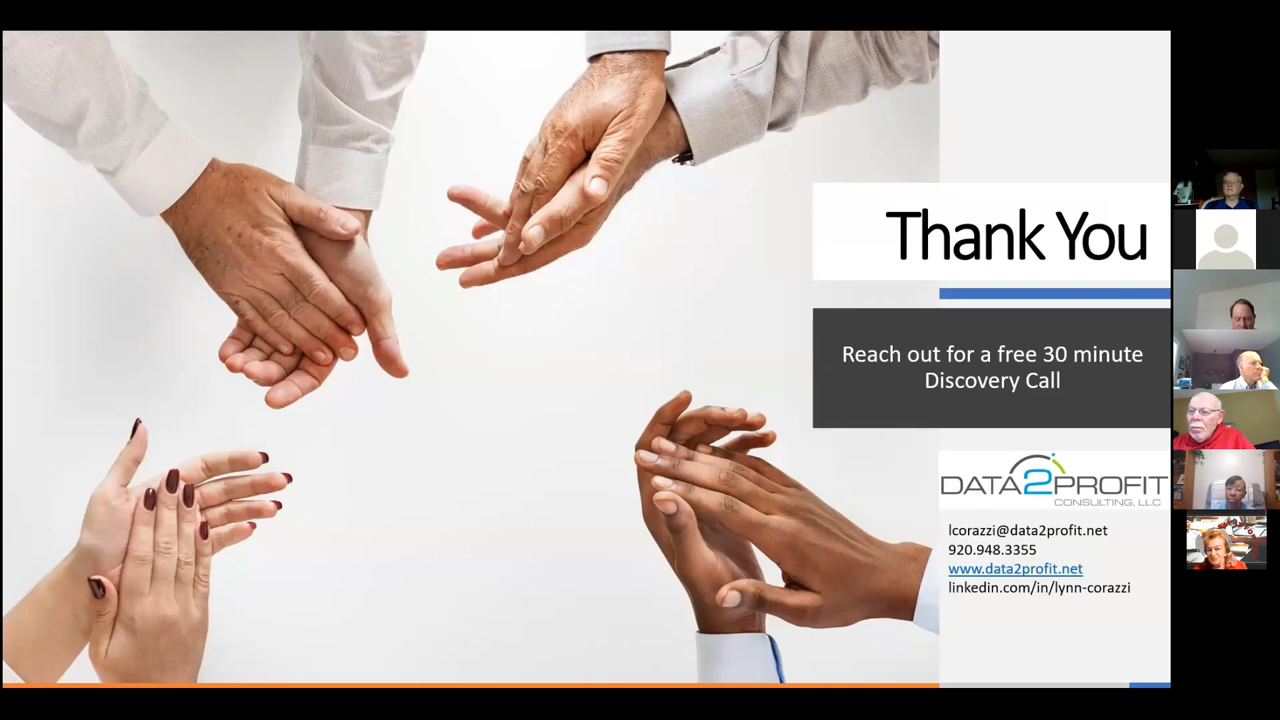 Thank You
Reach out for a free 30 minute
Discovery Call
DATA2PROFIT
CONSULTING, LLC
lcorazzi@data2profit.net
920.948.3355
www.data2profit.net
linkedin.com/in/lynn-corazzi